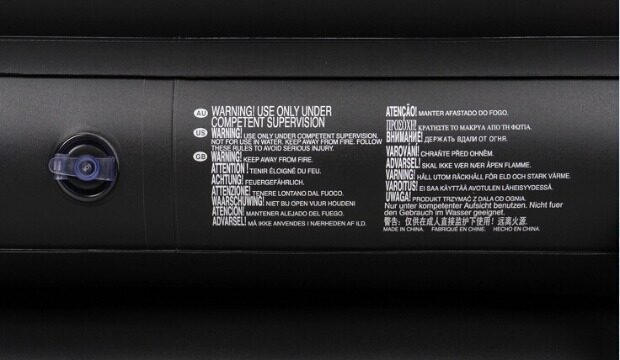 AU WARNING! USE ONLY UNDER
COMPETENT SUPERVISION
US WARNING! USE ONLY UNDER COMPETENT SUPERVISION.
NOT FOR USE IN WATER. KEEP AWAY FROM FIRE. FOLLOW
THESE RULES TO AVOID SERIOUS INJURY.
GB WARNING! KEEP AWAY FROM FIRE.
ATTENTION! TENIR ÉLOIGNÉ DU FEU.
ACHTUNG! FEUERGEFÄHRLICH.
ATTENZIONE! TENERE LONTANO DAL FUOCO.
WAARSCHUWING! NIET BIJ OPEN VUUR HOUDEN!
ATENCIÓN! MANTENER ALEJADO DEL FUEGO.
ADVARSEL! MÅ IKKE ANVENDES I NÆRHEDEN AF ILD.
ATENÇÃO! MANTER AFASTADO DO FOGO.
ΠΡΟΣΟΧΗ! ΚΡΑΤΗΣΤΕ ΤΟ ΜΑΚΡΥΑ ΑΠΟ ΤΗ ΦΩΤΙΑ.
ВНИМАНИЕ! ДЕРЖАТЬ ВДАЛИ ОТ ОГНЯ.
VAROVÁNÍ! CHRAŇTE PŘED OHNĚM.
ADVARSEL! SKAL IKKE VÆR NÆR ÅPEN FLAMME.
VARNING! HÅLL UTOM RÄCKHÅLL FÖR ELD OCH STARK VÄRME.
VAROITUS! EI SAA KÄYTTÄÄ AVOTULEN LÄHEISYYDESSÄ.
UWAGA! PRODUKT TRZYMAĆ Z DALA OD OGNIA.
Nur unter kompetenter Aufsicht benutzen. Nicht fuer
den Gebrauch im Wasser geeignet.
警告：仅供在成人直接监护下使用！远离火源。
MADE IN CHINA. FABRIQUÉ EN CHINE. HECHO EN CHINA.